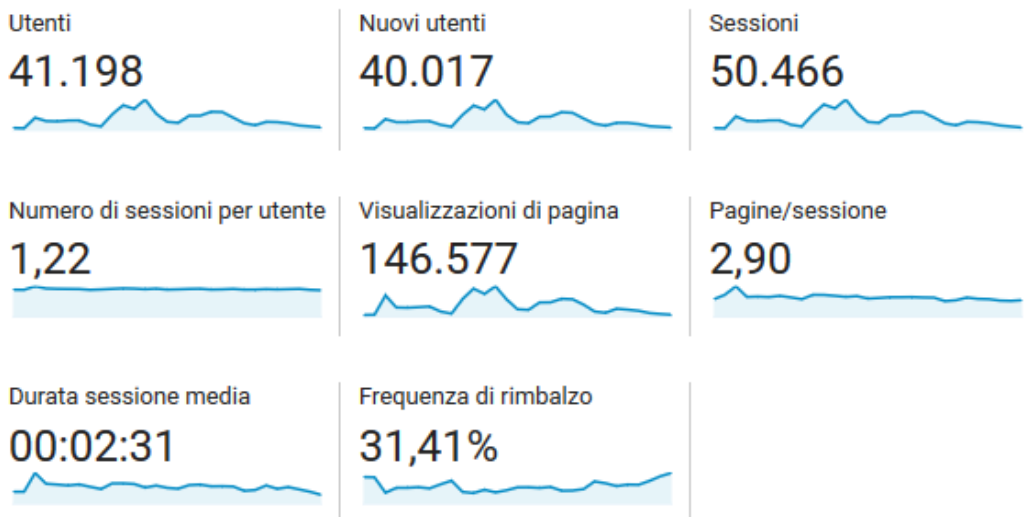 Utenti
41.198
Nuovi utenti
40.017
Sessioni
50.466
Numero di sessioni per utente
1,22
Visualizzazioni di pagina
146.577
Pagine/sessione
2,90
Durata sessione media
00:02:31
Frequenza di rimbalzo
31,41%